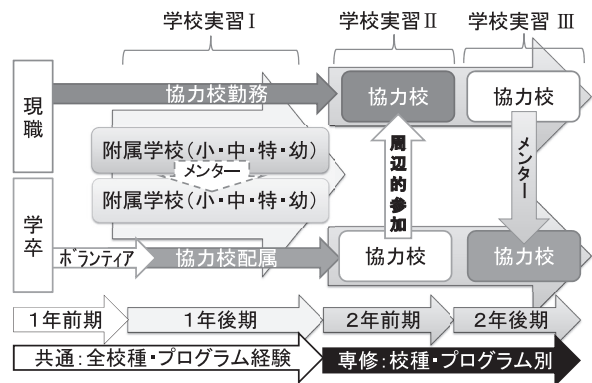 学校実習Ⅰ 学校実習Ⅱ 学校実習 Ⅲ
現職
協力校勤務 協力校 協力校
附属学校(小・中・特・幼)
メンター
附属学校(小・中・特・幼)
周辺的参加
メンター
学卒
ボランティア 協力校配属 協力校 協力校
1年前期 1年後期 2年前期 2年後期
共通:全校種・プログラム経験 専修:校種・プログラム別